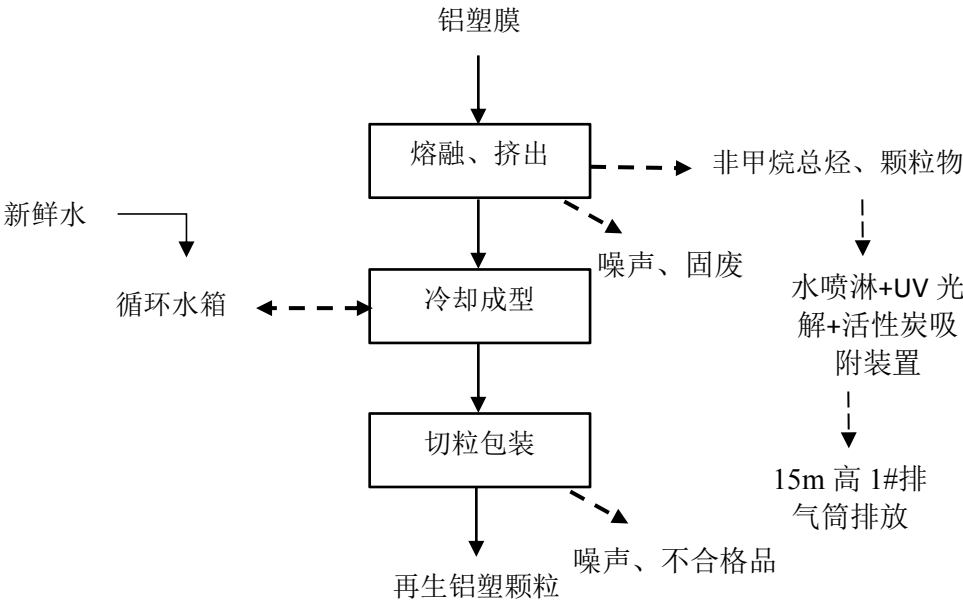 铝塑膜
熔融、挤出
非甲烷总烃、颗粒物
新鲜水
噪声、固废
循环水箱
冷却成型
水喷淋+UV 光
解+活性炭吸
附装置
切粒包装
15m 高 1#排
气筒排放
噪声、不合格品
再生铝塑颗粒